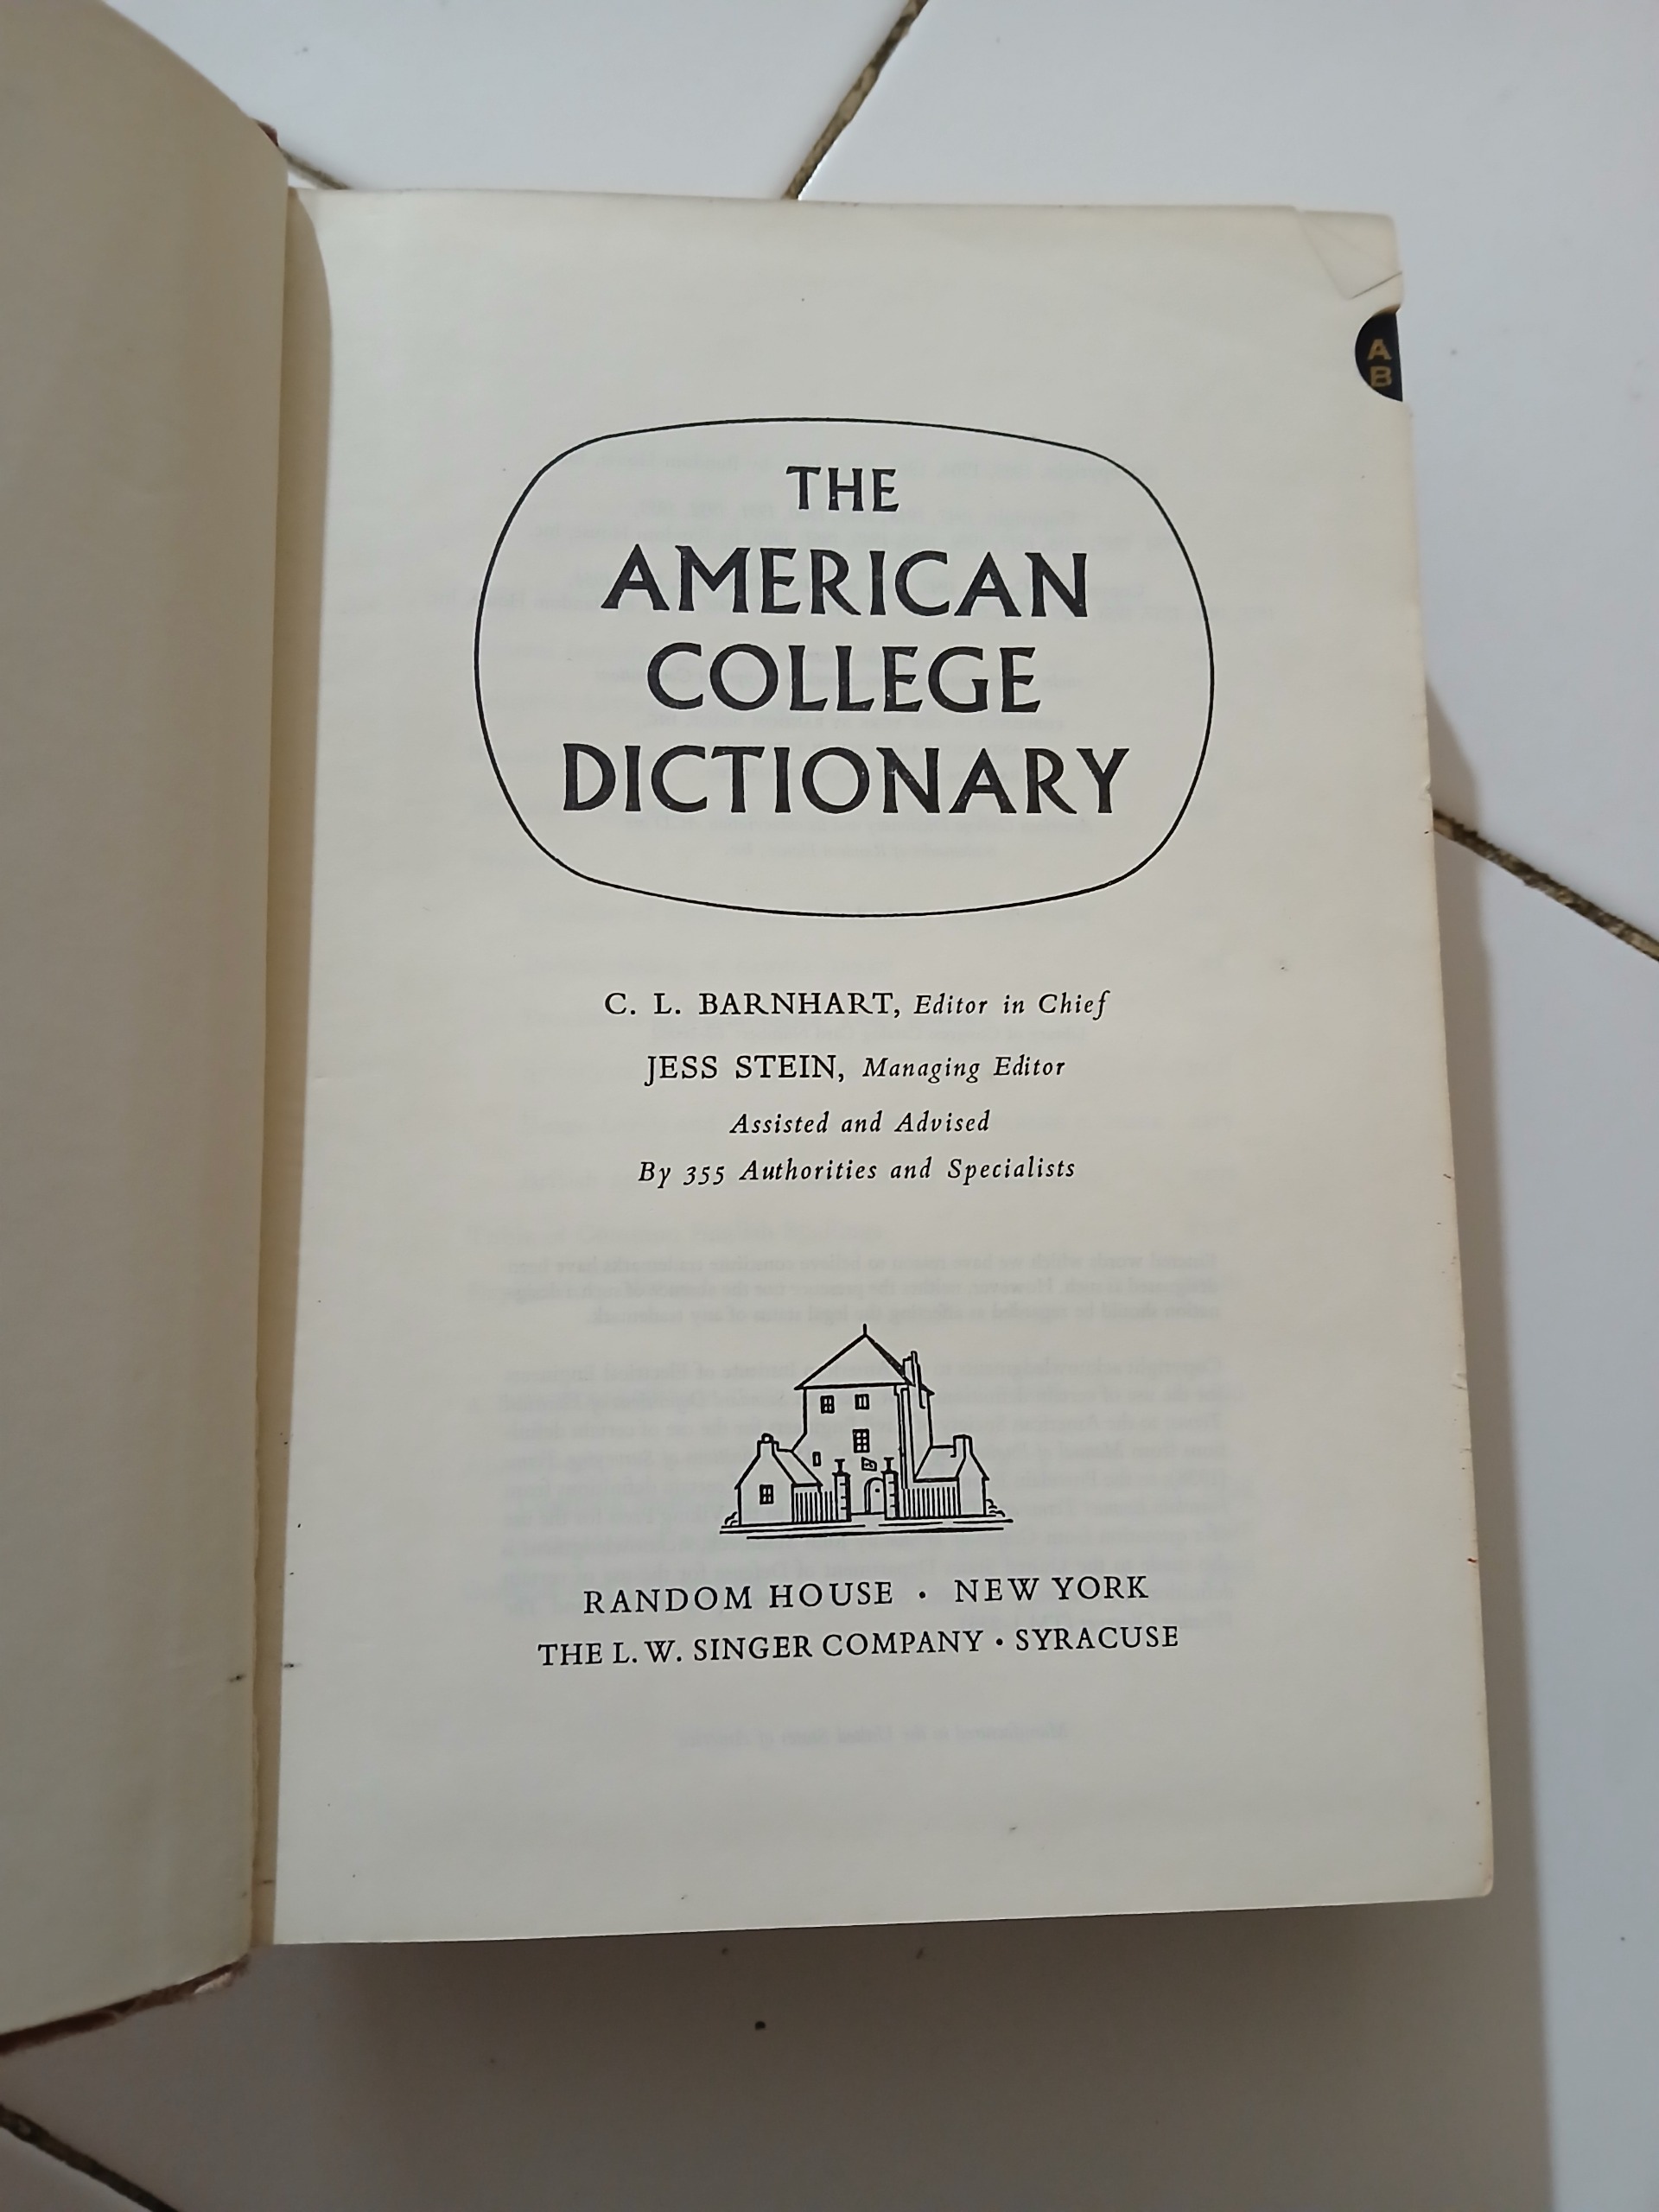 A
B
THE
AMERICAN
COLLEGE
DICTIONARY
C. L. BARNHART, Editor in Chief
JESS STEIN, Managing Editor
Assisted and Advised
By 355 Authorities and Specialists
RANDOM HOUSE · NEW YORK
THE L. W. SINGER COMPANY · SYRACUSE